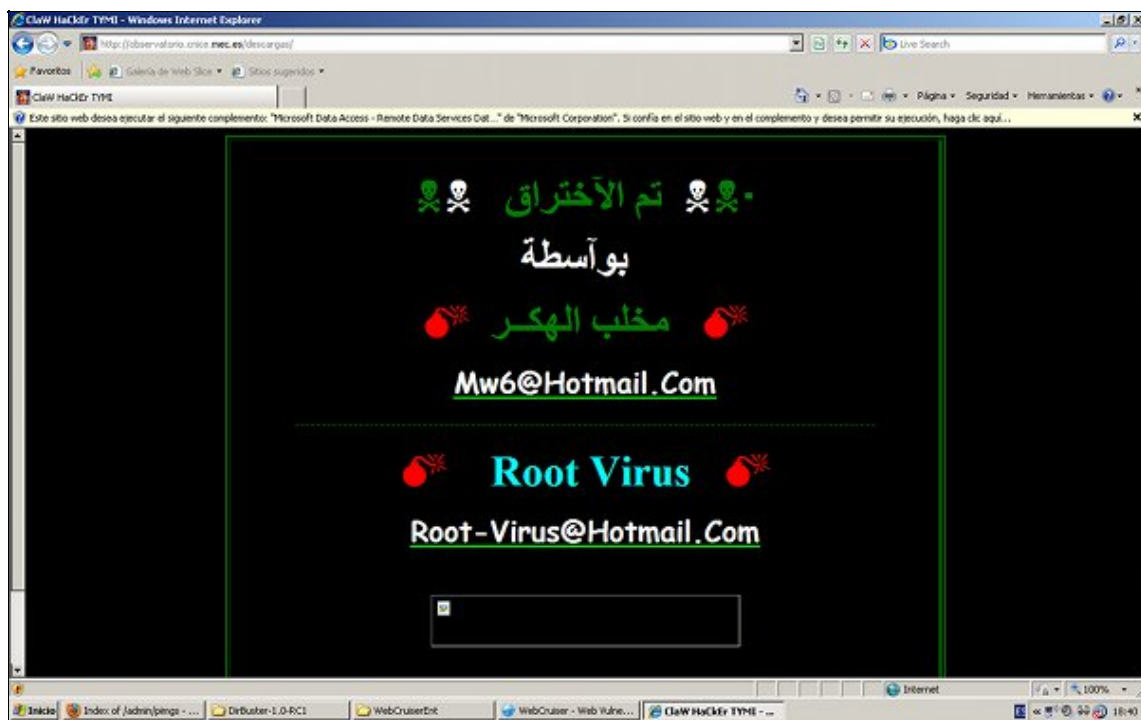 ClaW HaCkEr TYMI - Windows Internet Explorer
http://observatorio.cnice.mec.es/descargas/
Live Search
Favoritos Galería de Web Slice Sitios sugeridos
ClaW HaCkEr TYMI
Página Seguridad Herramientas
Este sitio web desea ejecutar el siguiente complemento: "Microsoft Data Access - Remote Data Services Dat..." de "Microsoft Corporation". Si confía en el sitio web y en el complemento y desea permitir su ejecución, haga clic aquí...
تم الآختراق
بوآسطة
مخلب الهكـــر
Mw6@Hotmail.Com
Root Virus
Root-Virus@Hotmail.Com
Internet
100%
Inicio
Index of /admin/pengs - ...
DirBuster-1.0-RC1
WebCruiserEnt
WebCruiser - Web Vulne...
ClaW HaCkEr TYMI - ...
18:40